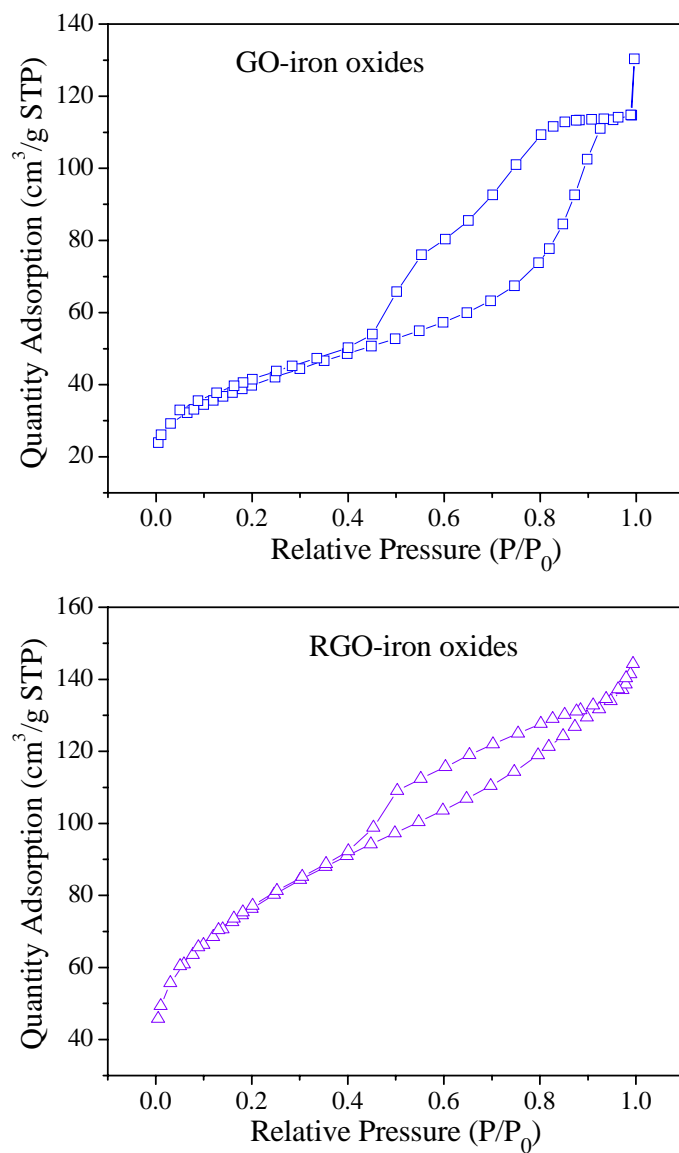 GO-iron oxides
Quantity Adsorption (cm³/g STP)
140
120
100
80
60
40
20
0.0 0.2 0.4 0.6 0.8 1.0
Relative Pressure (P/P₀)
RGO-iron oxides
Quantity Adsorption (cm³/g STP)
160
140
120
100
80
60
40
0.0 0.2 0.4 0.6 0.8 1.0
Relative Pressure (P/P₀)